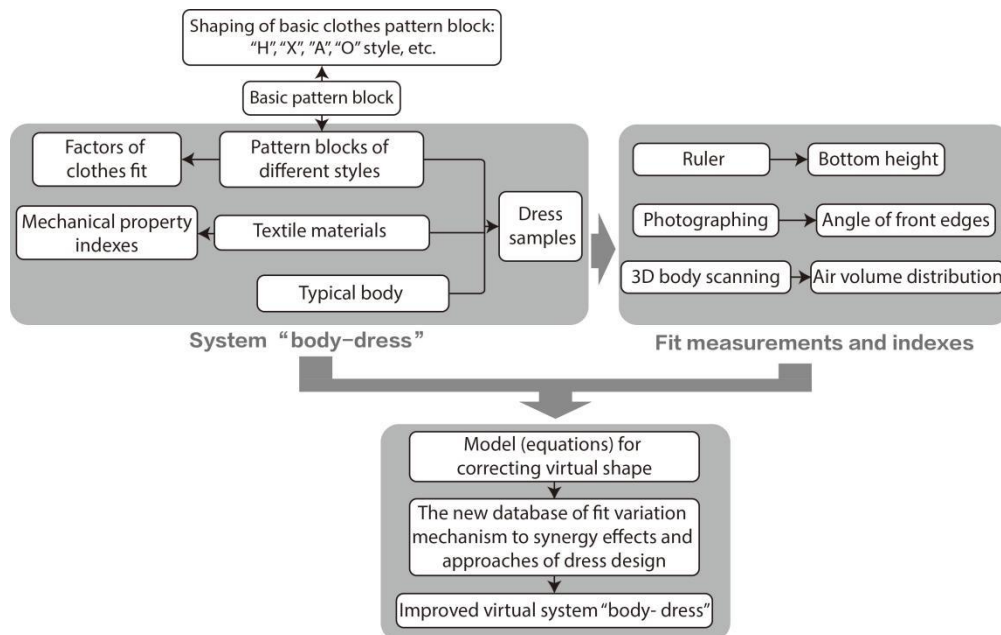 Shaping of basic clothes pattern block:
“H”, “X”, ”A”, “O” style, etc.
Basic pattern block
Factors of
clothes fit
Pattern blocks of
different styles
Mechanical property
indexes
Textile materials
Dress
samples
Typical body
System “body-dress”
Ruler
Bottom height
Photographing
Angle of front edges
3D body scanning
Air volume distribution
Fit measurements and indexes
Model (equations) for
correcting virtual shape
The new database of fit variation
mechanism to synergy effects and
approaches of dress design
Improved virtual system “body- dress”